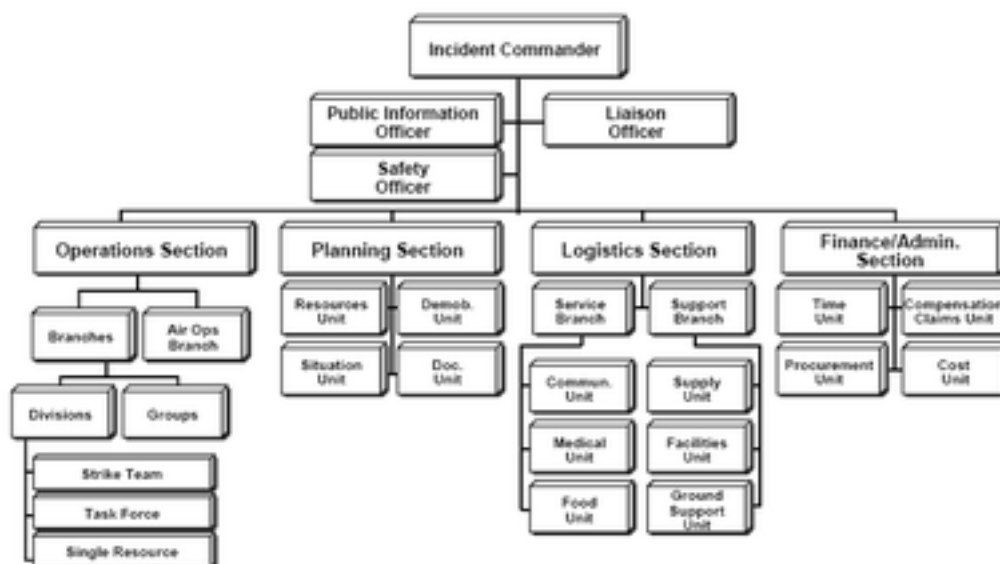 Incident Commander
Public Information
Officer
Liaison
Officer
Safety
Officer
Operations Section
Planning Section
Logistics Section
Finance/Admin.
Section
Branches
Air Ops
Branch
Divisions
Groups
Strike Team
Task Force
Single Resource
Resources
Unit
Demob.
Unit
Situation
Unit
Doc.
Unit
Service
Branch
Support
Branch
Commun.
Unit
Supply
Unit
Medical
Unit
Facilities
Unit
Food
Unit
Ground
Support
Unit
Time
Unit
Compensation
Claims Unit
Procurement
Unit
Cost
Unit